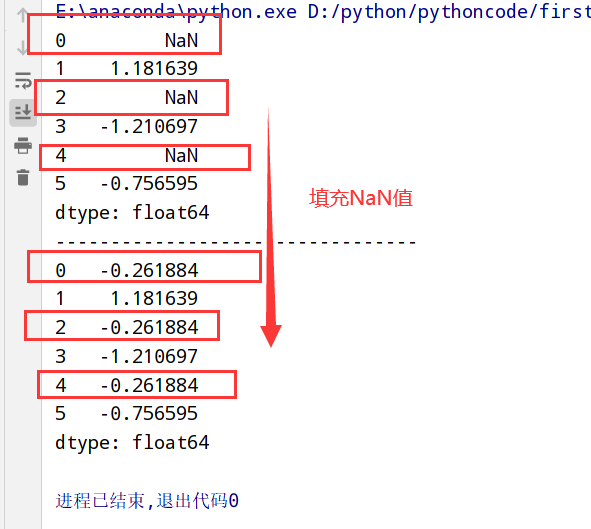 E:\anaconda\python.exe D:/python/pythoncode/first
0 NaN
1 1.181639
2 NaN
3 -1.210697
4 NaN
5 -0.756595
dtype: float64
填充NaN值
---------------------------------
0 -0.261884
1 1.181639
2 -0.261884
3 -1.210697
4 -0.261884
5 -0.756595
dtype: float64
进程已结束,退出代码0